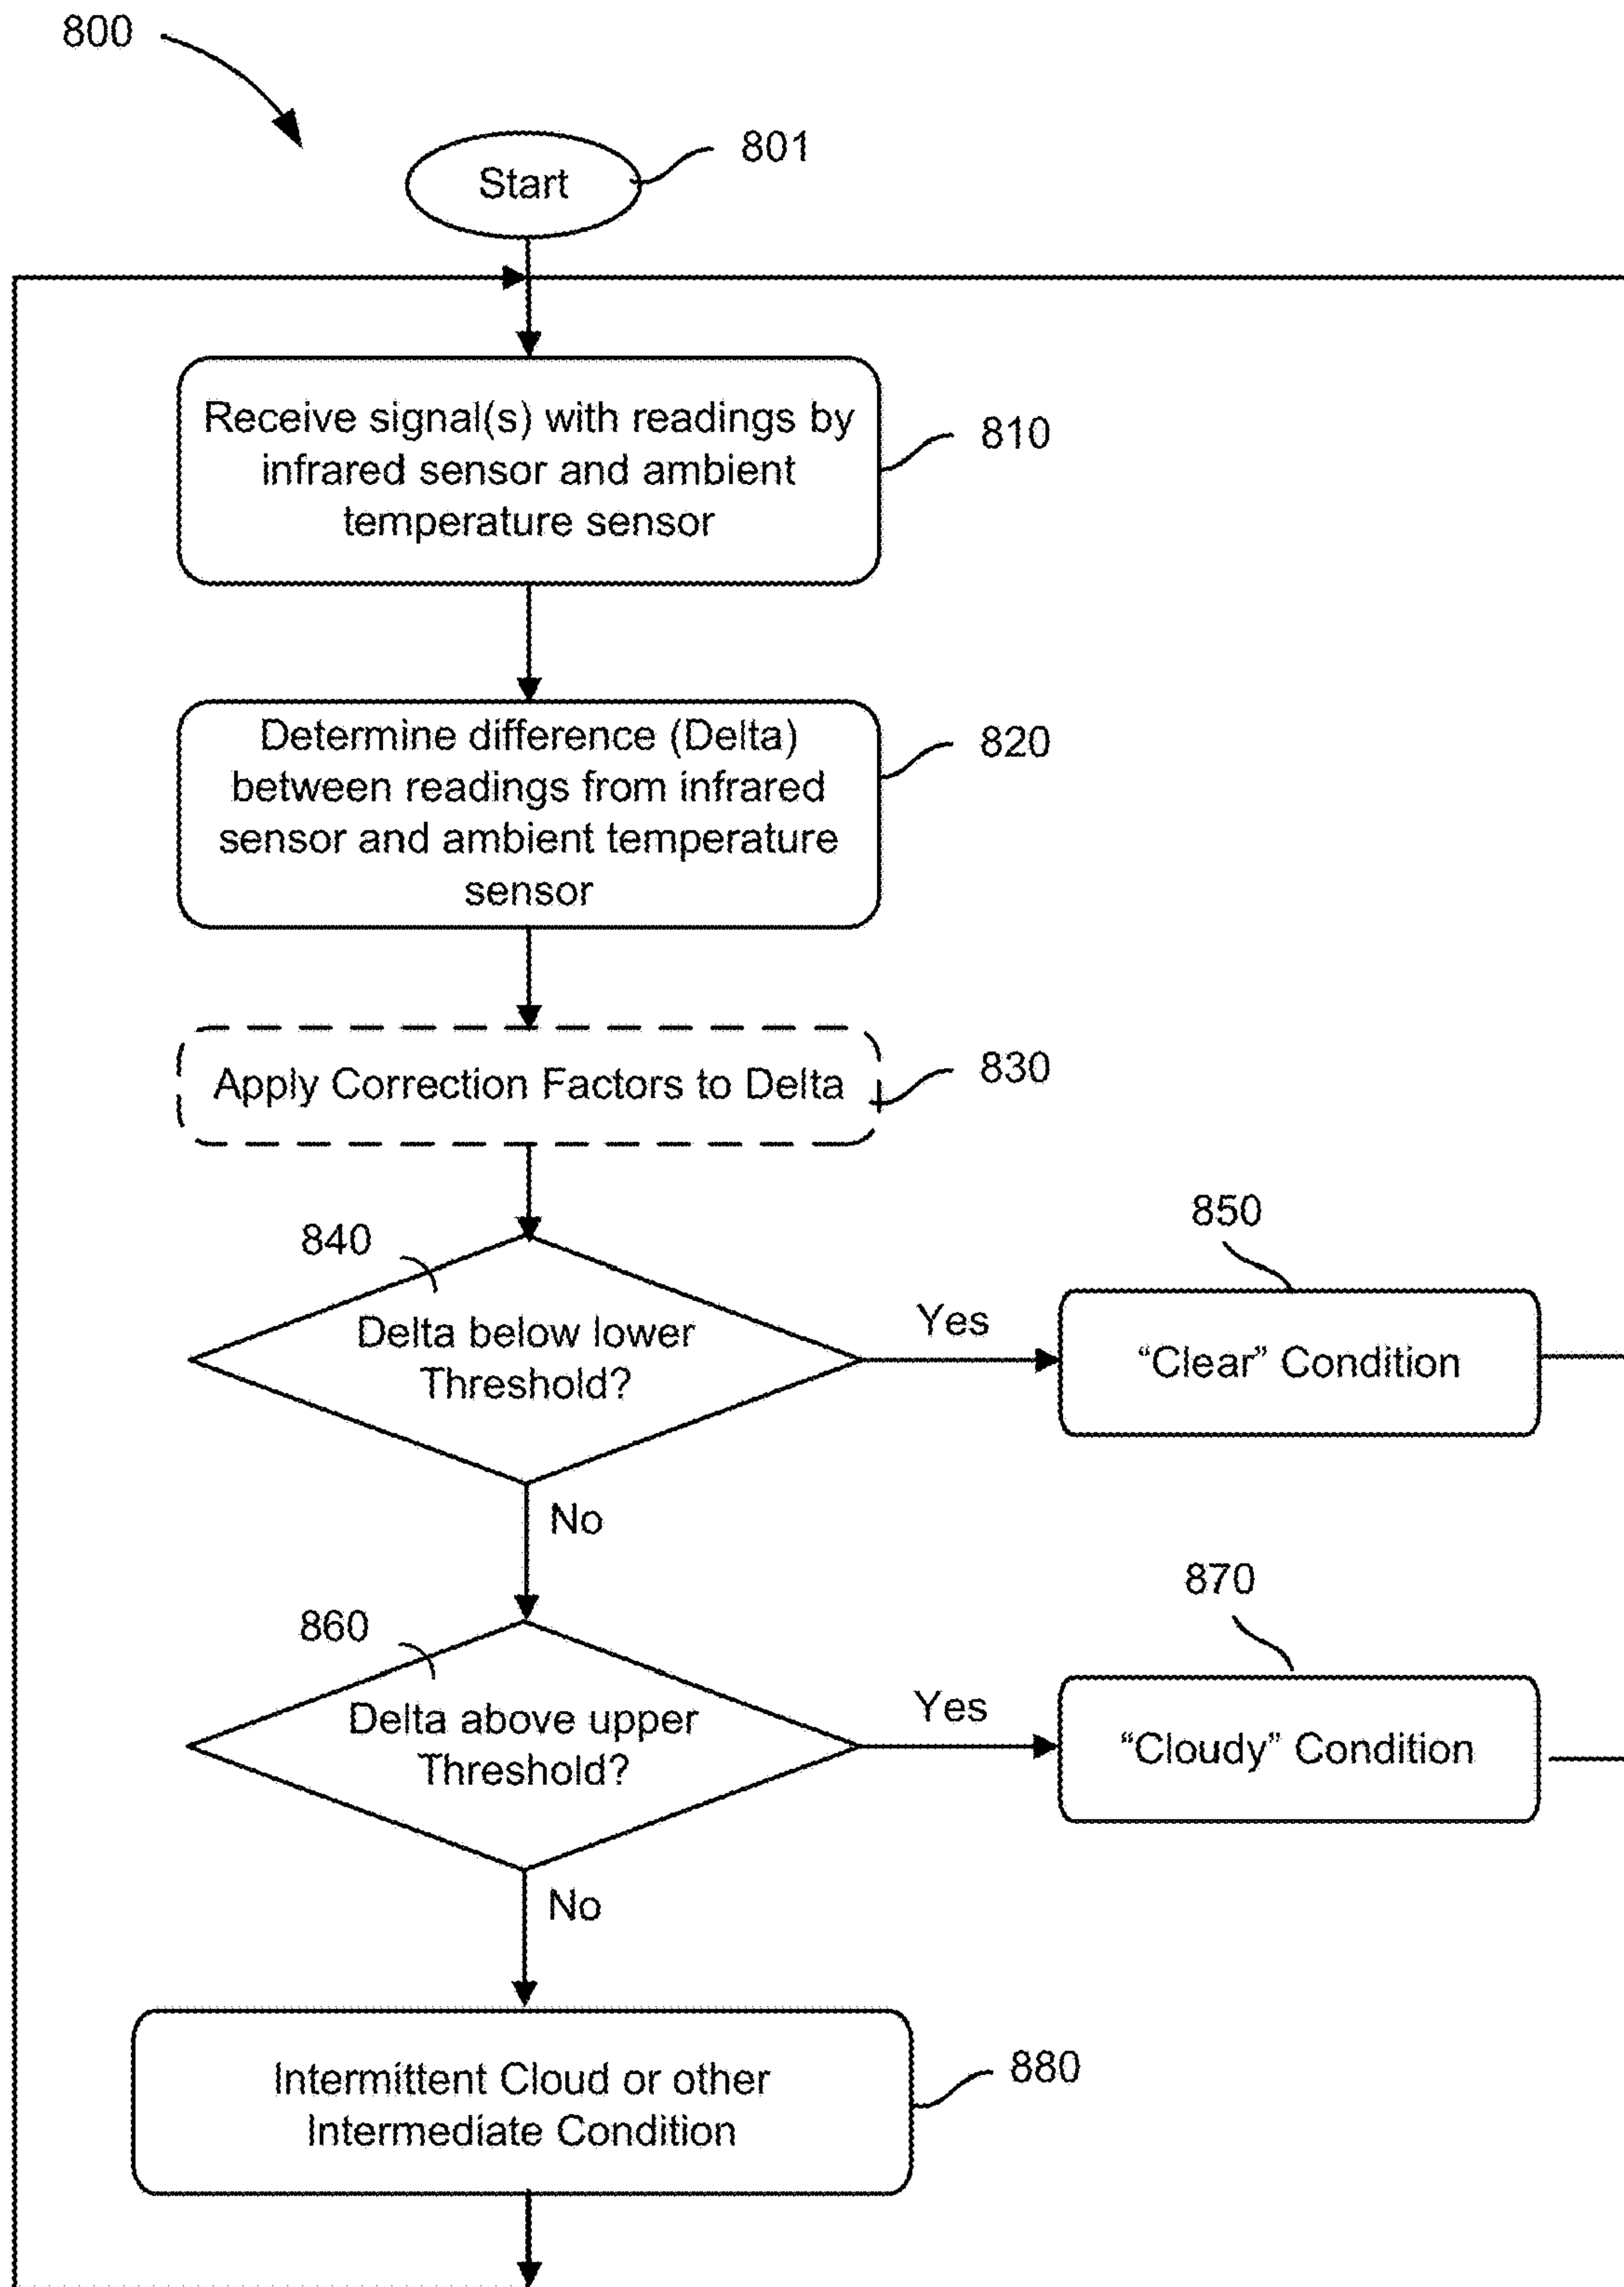 800
Start
801
Receive signal(s) with readings by
infrared sensor and ambient
temperature sensor
810
Determine difference (Delta)
between readings from infrared
sensor and ambient temperature
sensor
820
Apply Correction Factors to Delta
830
840
Delta below lower
Threshold?
Yes
850
“Clear” Condition
No
860
Delta above upper
Threshold?
Yes
870
“Cloudy” Condition
No
Intermittent Cloud or other
Intermediate Condition
880